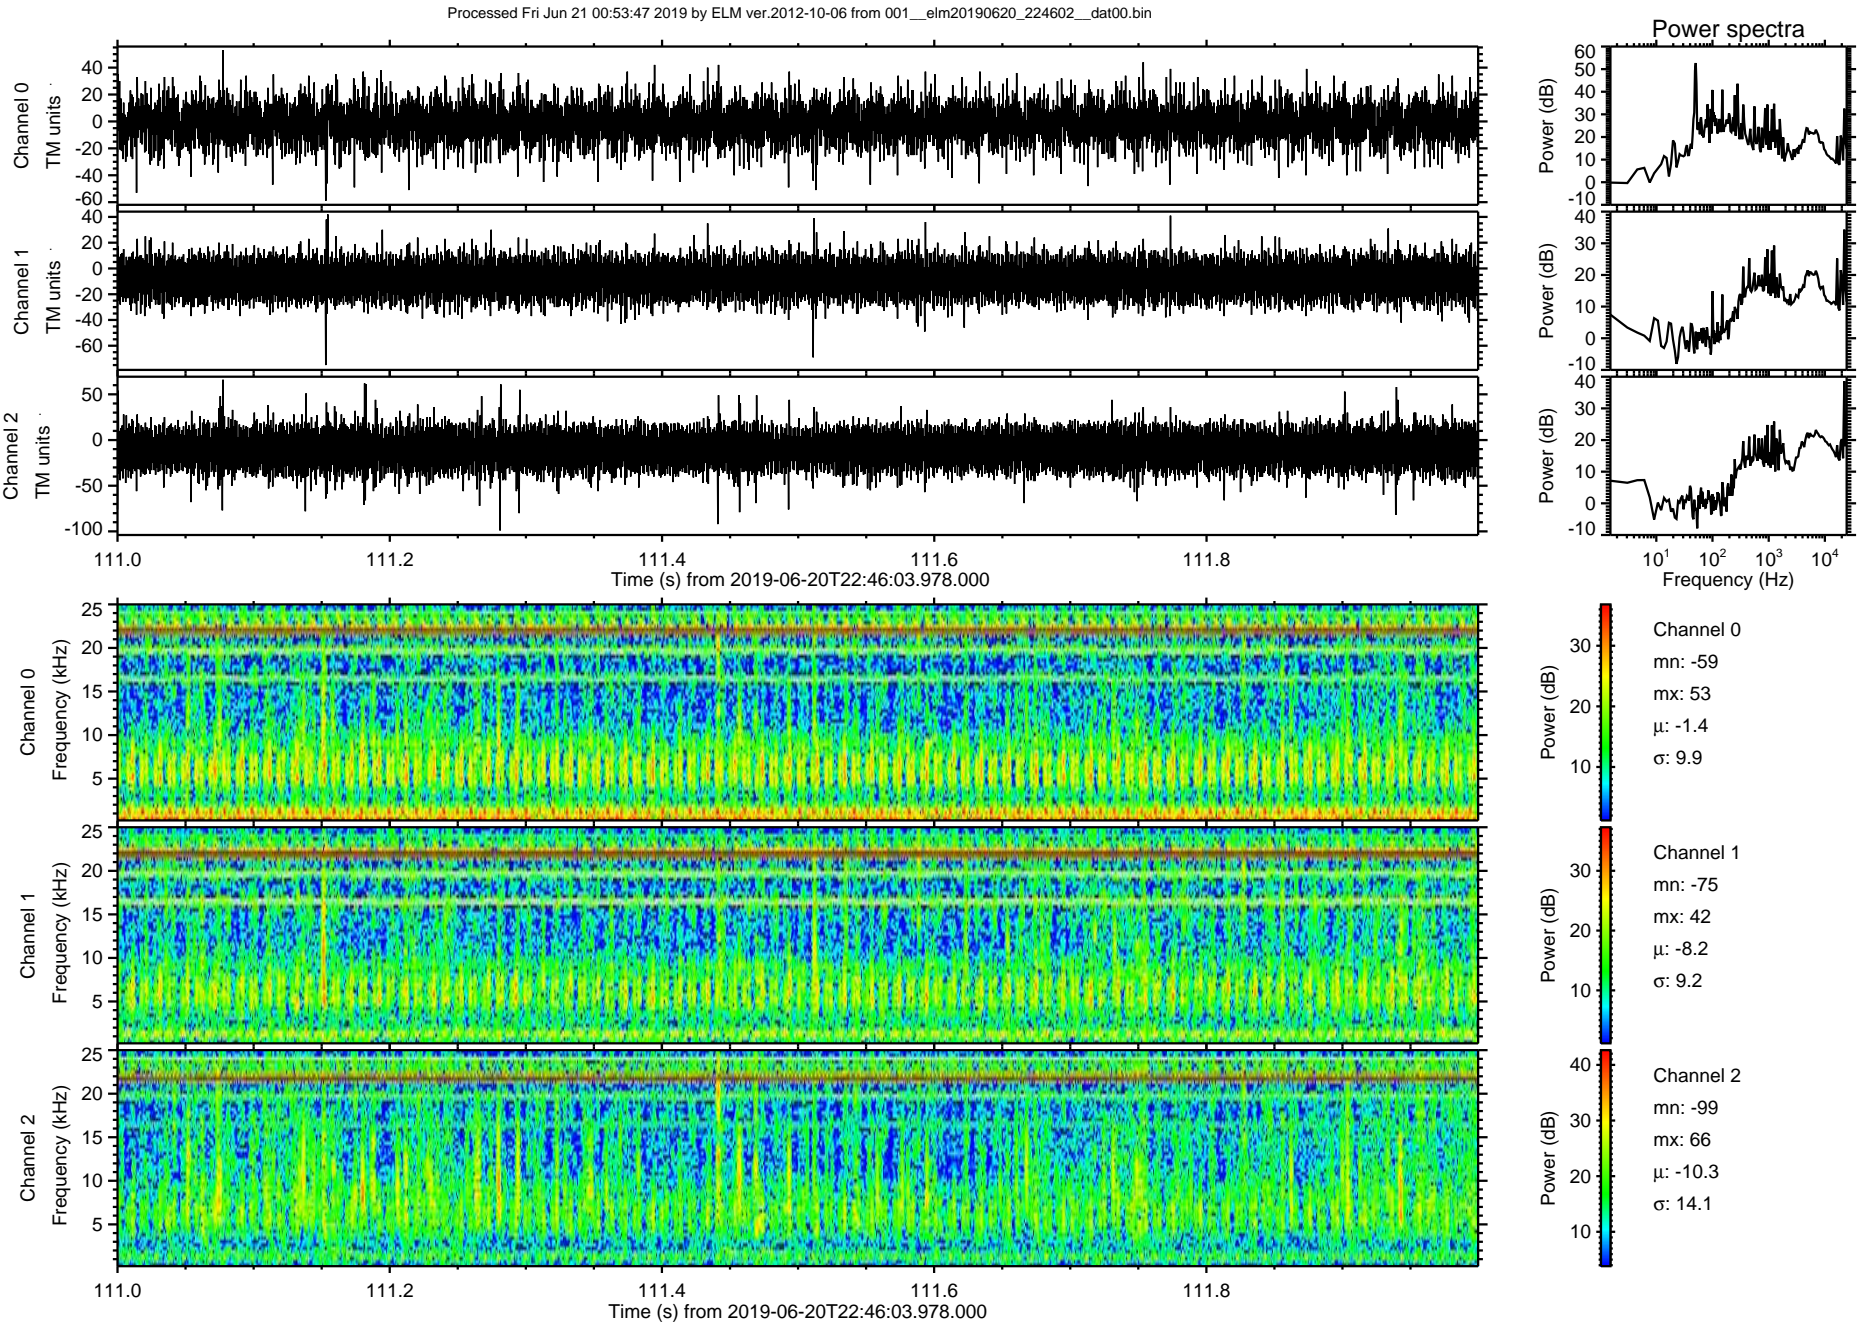 Processed Fri Jun 21 00:53:47 2019 by ELM ver.2012-10-06 from 001__elm20190620_224602__dat00.bin
Power spectra
Channel 0
TM units
40
20
0
-20
-40
-60
Power (dB)
60
50
40
30
20
10
0
-10
Channel 1
TM units
40
20
0
-20
-40
-60
Power (dB)
40
30
20
10
0
-10
Channel 2
TM units
50
0
-50
-100
Power (dB)
40
30
20
10
0
-10
111.0 111.2 111.4 111.6 111.8
Time (s) from 2019-06-20T22:46:03.978.000
10^1 10^2 10^3 10^4
Frequency (Hz)
Channel 0
Frequency (kHz)
25
20
15
10
5
Power (dB)
30
20
10
Channel 0
mn: -59
mx: 53
μ: -1.4
σ: 9.9
Channel 1
Frequency (kHz)
25
20
15
10
5
Power (dB)
30
20
10
Channel 1
mn: -75
mx: 42
μ: -8.2
σ: 9.2
Channel 2
Frequency (kHz)
25
20
15
10
5
Power (dB)
40
30
20
10
Channel 2
mn: -99
mx: 66
μ: -10.3
σ: 14.1
111.0 111.2 111.4 111.6 111.8
Time (s) from 2019-06-20T22:46:03.978.000